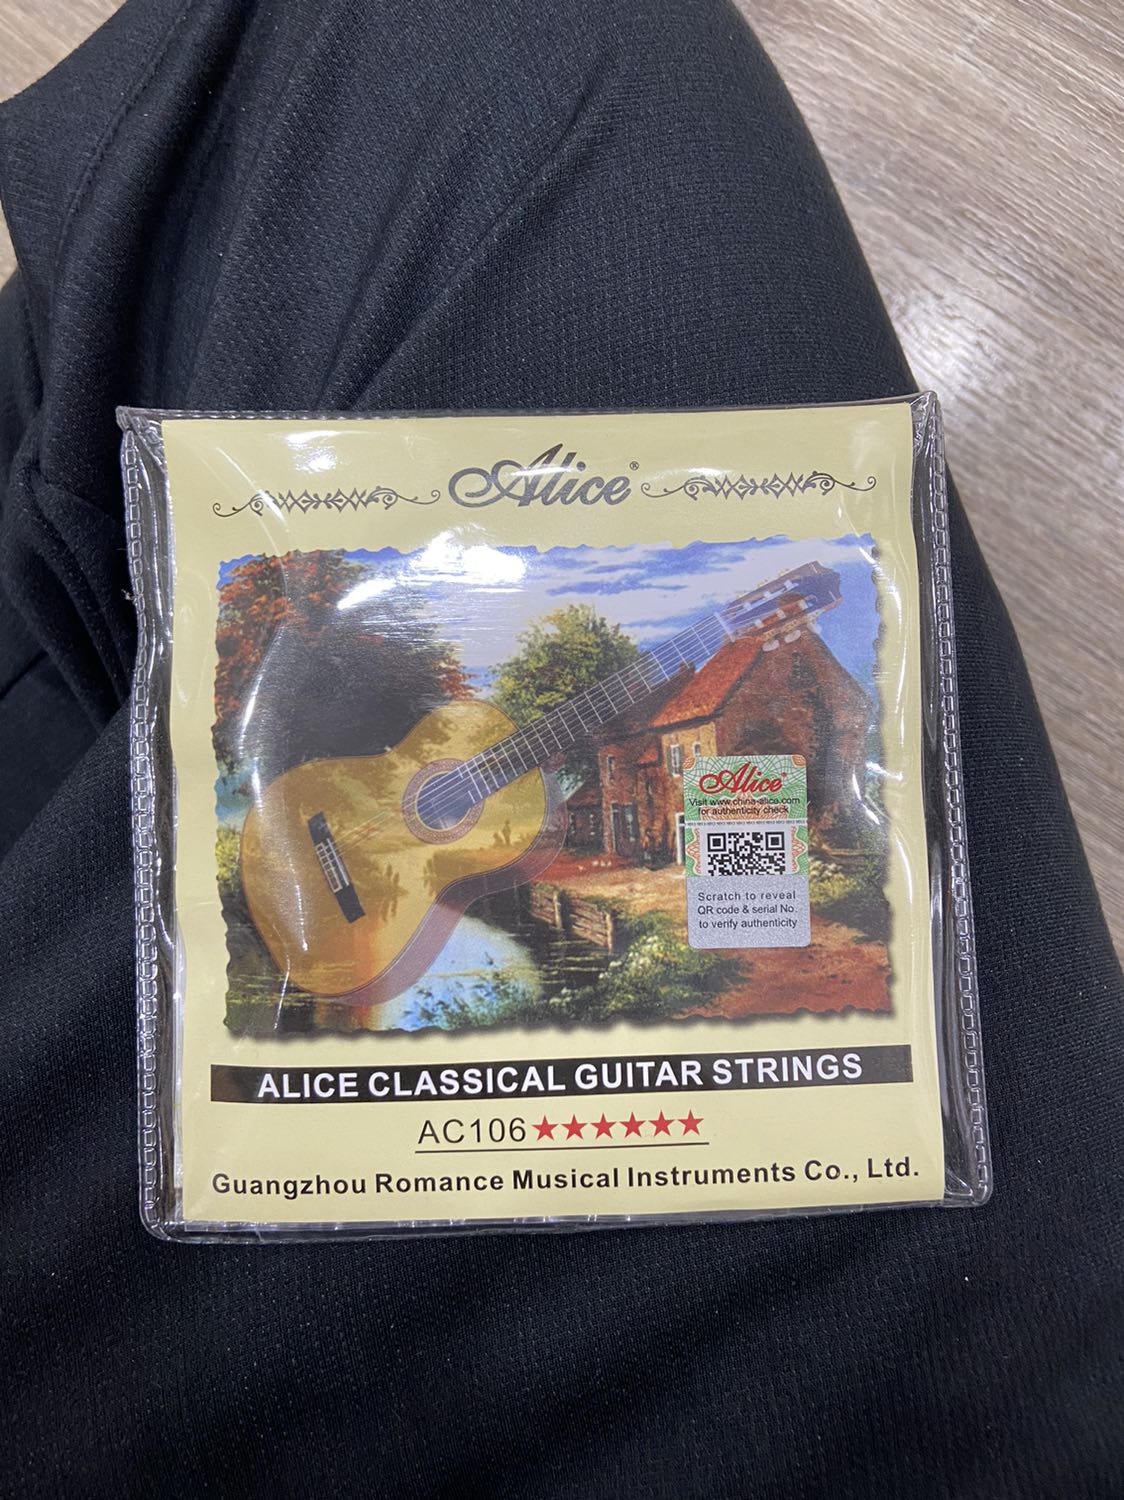 Alice®
Alice®
Visit www.china-alice.com
for authenticity check
Scratch to reveal
QR code & serial No.
to verify authenticity
ALICE CLASSICAL GUITAR STRINGS
AC106★★★★★★
Guangzhou Romance Musical Instruments Co., Ltd.